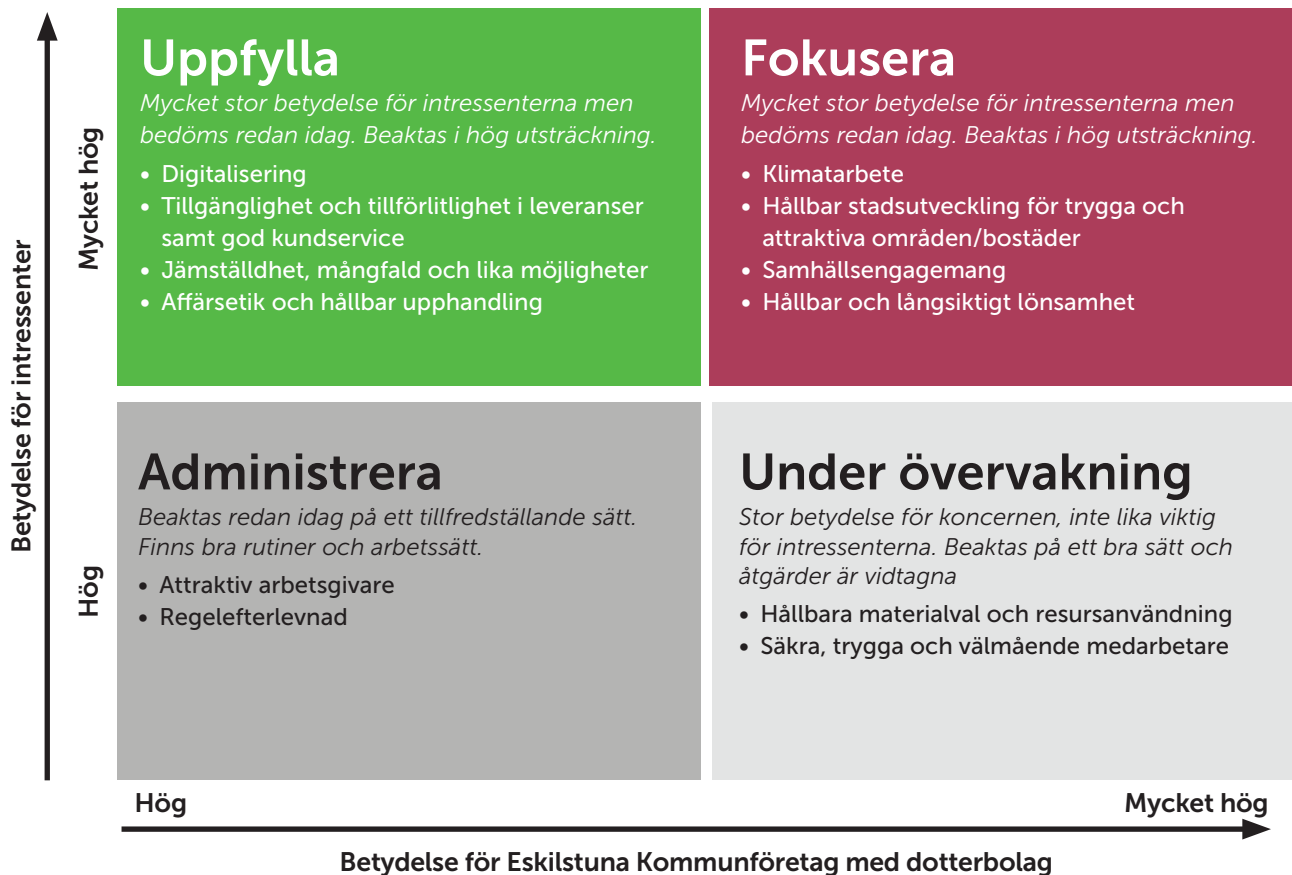 Uppfylla
Mycket stor betydelse för intressenterna men
bedöms redan idag. Beaktas i hög utsträckning.
• Digitalisering
• Tillgänglighet och tillförlitlighet i leveranser
samt god kundservice
• Jämställdhet, mångfald och lika möjligheter
• Affärsetik och hållbar upphandling
Fokusera
Mycket stor betydelse för intressenterna men
bedöms redan idag. Beaktas i hög utsträckning.
• Klimatarbete
• Hållbar stadsutveckling för trygga och
attraktiva områden/bostäder
• Samhällsengagemang
• Hållbar och långsiktigt lönsamhet
Administrera
Beaktas redan idag på ett tillfredställande sätt.
Finns bra rutiner och arbetssätt.
• Attraktiv arbetsgivare
• Regelefterlevnad
Under övervakning
Stor betydelse för koncernen, inte lika viktig
för intressenterna. Beaktas på ett bra sätt och
åtgärder är vidtagna
• Hållbara materialval och resursanvändning
• Säkra, trygga och välmående medarbetare
Betydelse för intressenter
Mycket hög
Hög
Hög
Mycket hög
Betydelse för Eskilstuna Kommunföretag med dotterbolag